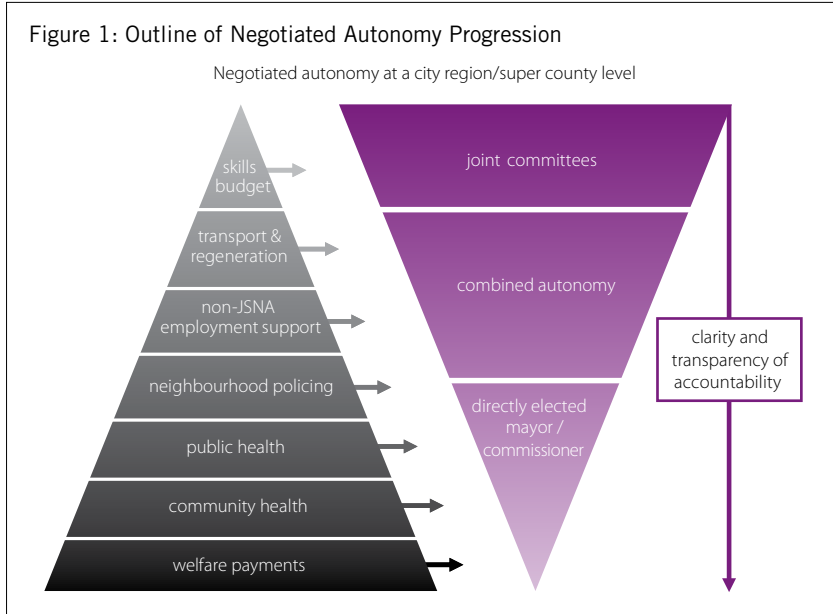 Figure 1: Outline of Negotiated Autonomy Progression
Negotiated autonomy at a city region/super county level
skills
budget
transport &
regeneration
non-JSNA
employment support
neighbourhood policing
public health
community health
welfare payments
joint committees
combined autonomy
directly elected
mayor /
commissioner
clarity and
transparency of
accountability